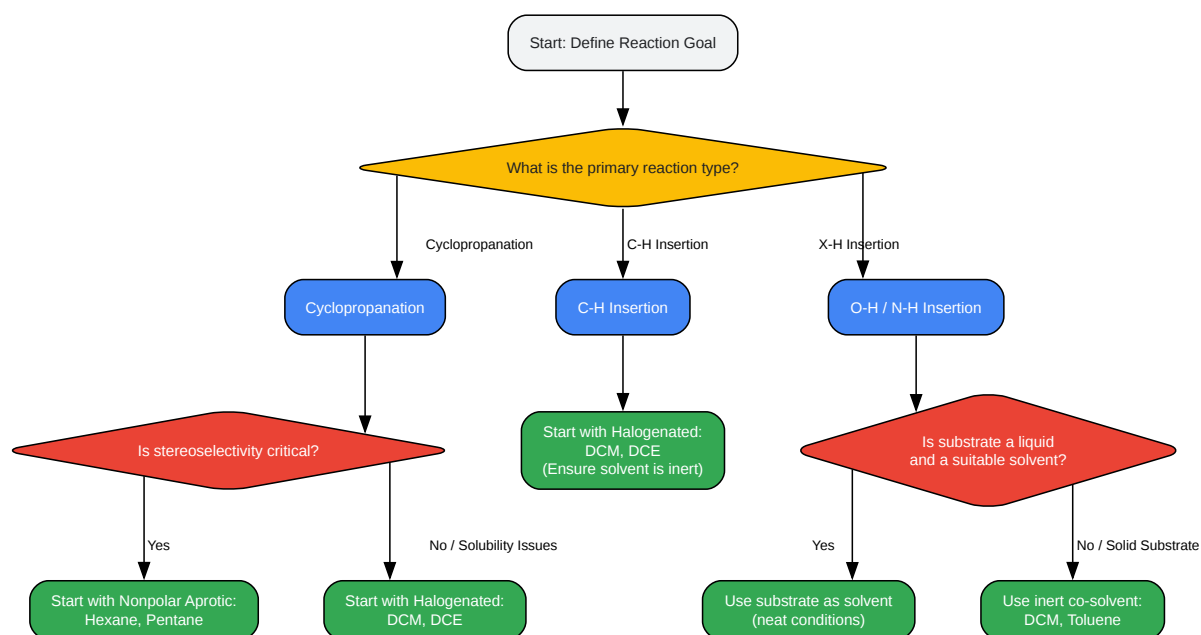 Start: Define Reaction Goal
What is the primary reaction type?
Cyclopropanation
C-H Insertion
X-H Insertion
Cyclopropanation
C-H Insertion
O-H / N-H Insertion
Is stereoselectivity critical?
Start with Halogenated:
DCM, DCE
(Ensure solvent is inert)
Is substrate a liquid
and a suitable solvent?
Yes
No / Solubility Issues
Yes
No / Solid Substrate
Start with Nonpolar Aprotic:
Hexane, Pentane
Start with Halogenated:
DCM, DCE
Use substrate as solvent
(neat conditions)
Use inert co-solvent:
DCM, Toluene